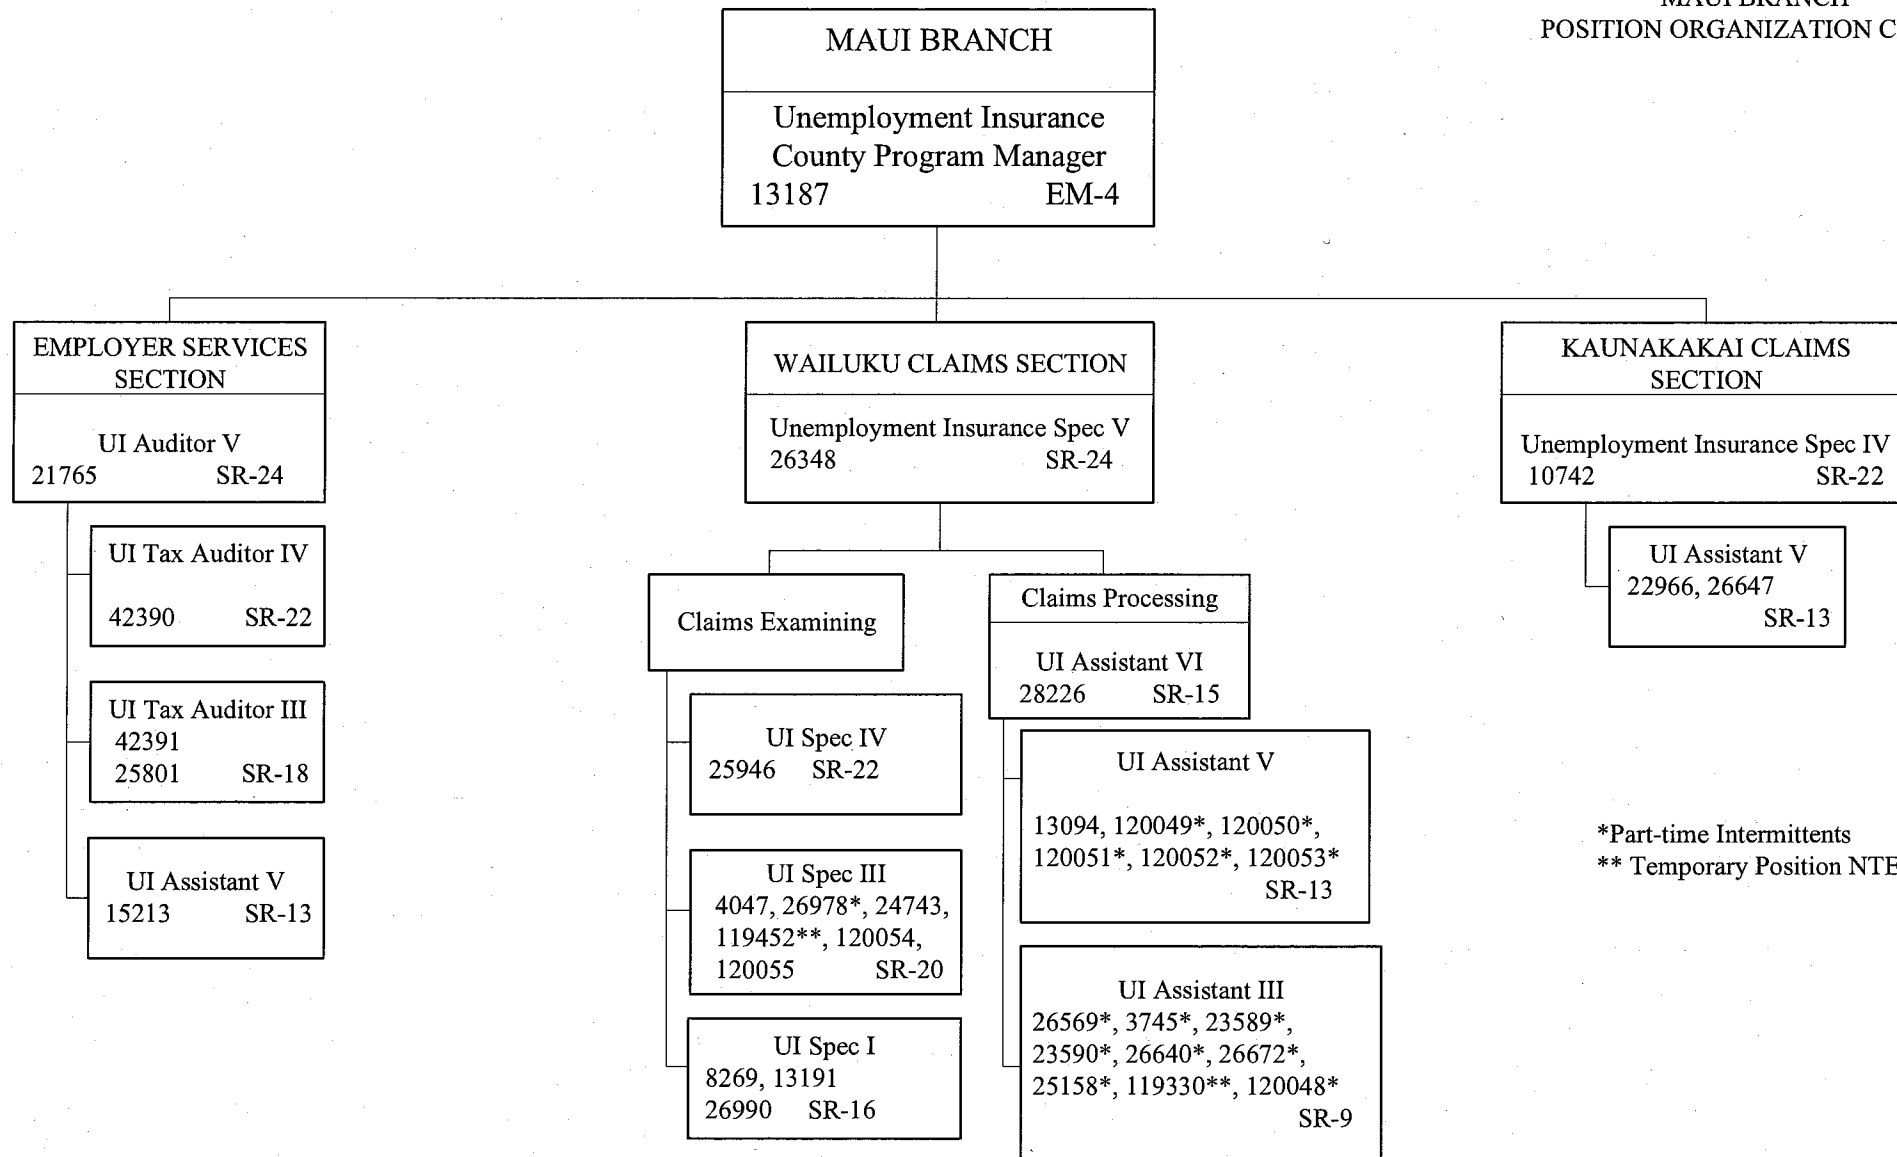 MAUI BRANCH
POSITION ORGANIZATION C
MAUI BRANCH
Unemployment Insurance
County Program Manager
13187 EM-4
EMPLOYER SERVICES
SECTION
UI Auditor V
21765 SR-24
UI Tax Auditor IV
42390 SR-22
UI Tax Auditor III
42391
25801 SR-18
UI Assistant V
15213 SR-13
WAILUKU CLAIMS SECTION
Unemployment Insurance Spec V
26348 SR-24
Claims Examining
UI Spec IV
25946 SR-22
UI Spec III
4047, 26978*, 24743,
119452**, 120054,
120055 SR-20
UI Spec I
8269, 13191
26990 SR-16
Claims Processing
UI Assistant VI
28226 SR-15
UI Assistant V
13094, 120049*, 120050*,
120051*, 120052*, 120053*
SR-13
UI Assistant III
26569*, 3745*, 23589*,
23590*, 26640*, 26672*,
25158*, 119330**, 120048*
SR-9
KAUNAKAKAI CLAIMS
SECTION
Unemployment Insurance Spec IV
10742 SR-22
UI Assistant V
22966, 26647
SR-13
*Part-time Intermittents
** Temporary Position NTE